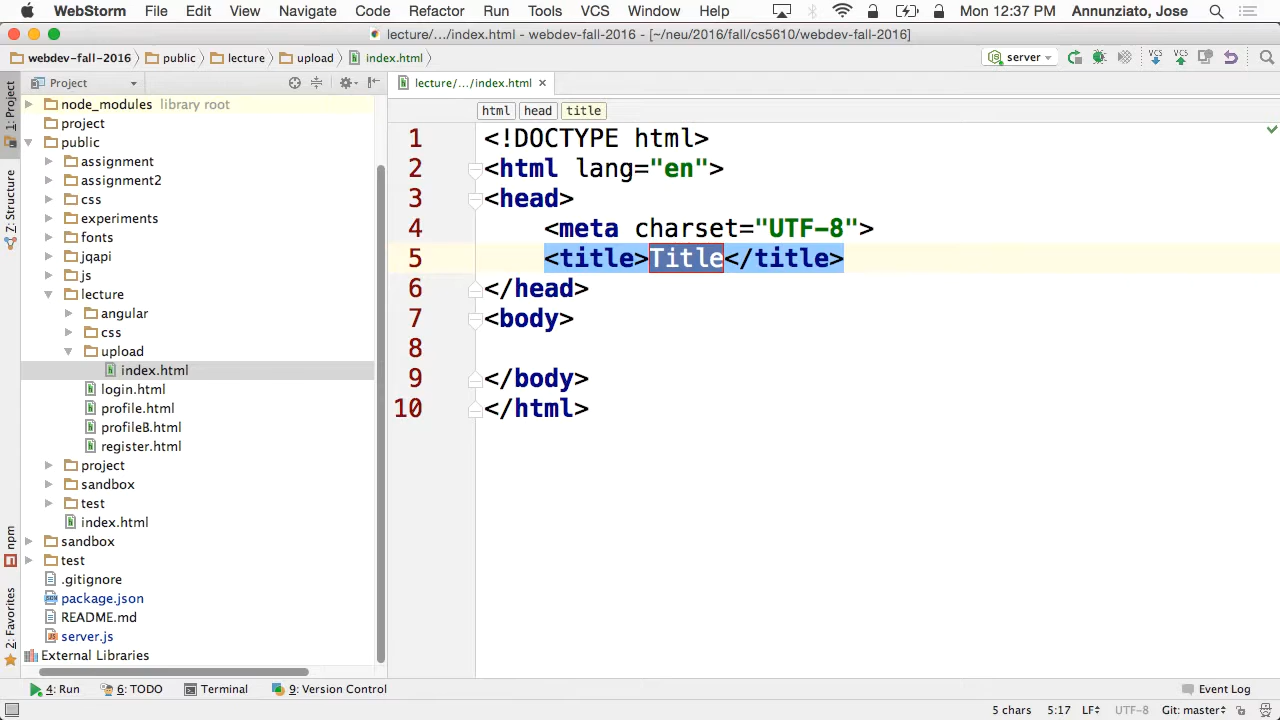 WebStorm File Edit View Navigate Code Refactor Run Tools VCS Window Help Mon 12:37 PM Annunziato, Jose
lecture/.../index.html - webdev-fall-2016 - [~/neu/2016/fall/cs5610/webdev-fall-2016]
webdev-fall-2016 public lecture upload index.html server VCS VCS
Project lecture/.../index.html
html head title
1: Project
Z: Structure
npm
2: Favorites
node_modules library root
project
public
assignment
assignment2
css
experiments
fonts
jqapi
js
lecture
angular
css
upload
index.html
login.html
profile.html
profileB.html
register.html
project
sandbox
test
index.html
sandbox
test
.gitignore
package.json
README.md
server.js
External Libraries
1 <!DOCTYPE html>
2 <html lang="en">
3 <head>
4 <meta charset="UTF-8">
5 <title>Title</title>
6 </head>
7 <body>
8
9 </body>
10 </html>
4: Run 6: TODO Terminal 9: Version Control Event Log
5 chars 5:17 LF UTF-8 Git: master